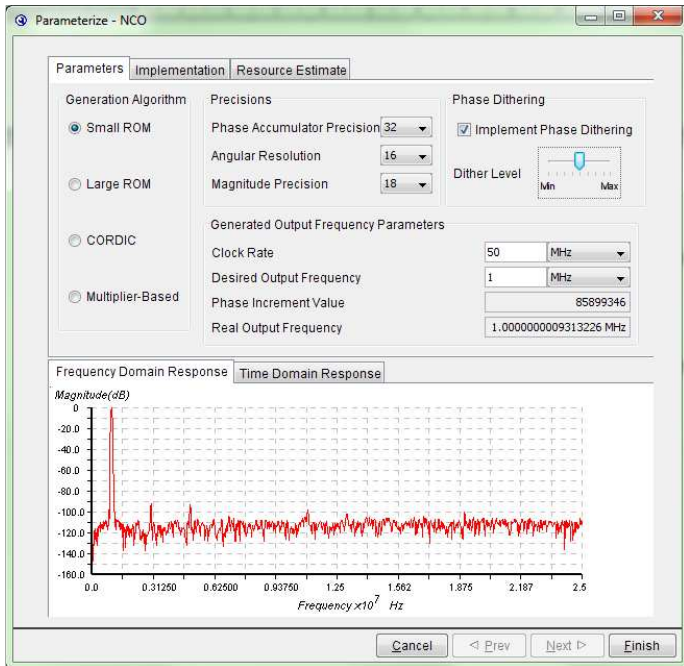 Parameterize - NCO
Parameters Implementation Resource Estimate
Generation Algorithm
Small ROM
Large ROM
CORDIC
Multiplier-Based
Precisions
Phase Accumulator Precision 32
Angular Resolution 16
Magnitude Precision 18
Phase Dithering
Implement Phase Dithering
Dither Level
Min Max
Generated Output Frequency Parameters
Clock Rate 50 MHz
Desired Output Frequency 1 MHz
Phase Increment Value 85899346
Real Output Frequency 1.0000000009313226 MHz
Frequency Domain Response Time Domain Response
Magnitude(dB)
0
-20.0
-40.0
-60.0
-80.0
-100.0
-120.0
-140.0
-160.0
0.0 0.31250 0.62500 0.93750 1.25 1.562 1.875 2.187 2.5
Frequency x10^7 Hz
Cancel Prev Next Finish